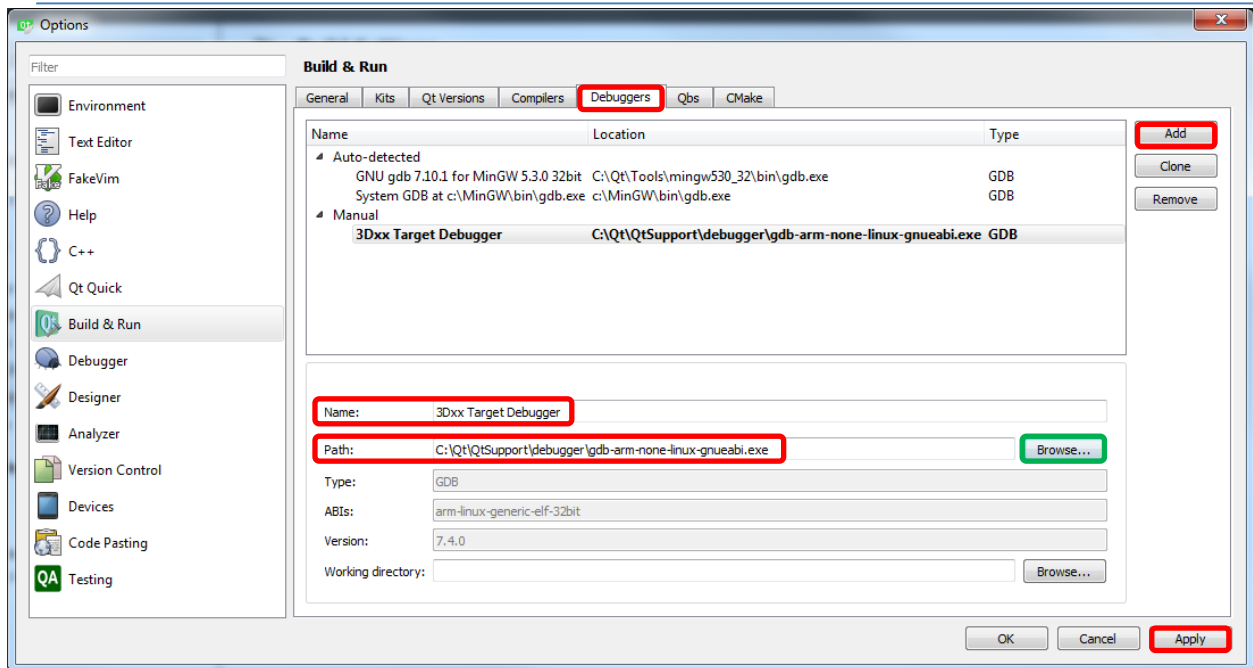 Options
Filter
Environment
Text Editor
FakeVim
Help
C++
Qt Quick
Build & Run
Debugger
Designer
Analyzer
Version Control
Devices
Code Pasting
QA Testing
Build & Run
General Kits Qt Versions Compilers Debuggers Qbs CMake
Name Location Type
Auto-detected
GNU gdb 7.10.1 for MinGW 5.3.0 32bit C:\Qt\Tools\mingw530_32\bin\gdb.exe GDB
System GDB at c:\MinGW\bin\gdb.exe c:\MinGW\bin\gdb.exe GDB
Manual
3Dxx Target Debugger C:\Qt\QtSupport\debugger\gdb-arm-none-linux-gnueabi.exe GDB
Add
Clone
Remove
Name: 3Dxx Target Debugger
Path: C:\Qt\QtSupport\debugger\gdb-arm-none-linux-gnueabi.exe Browse...
Type: GDB
ABIs: arm-linux-generic-elf-32bit
Version: 7.4.0
Working directory: Browse...
OK Cancel Apply